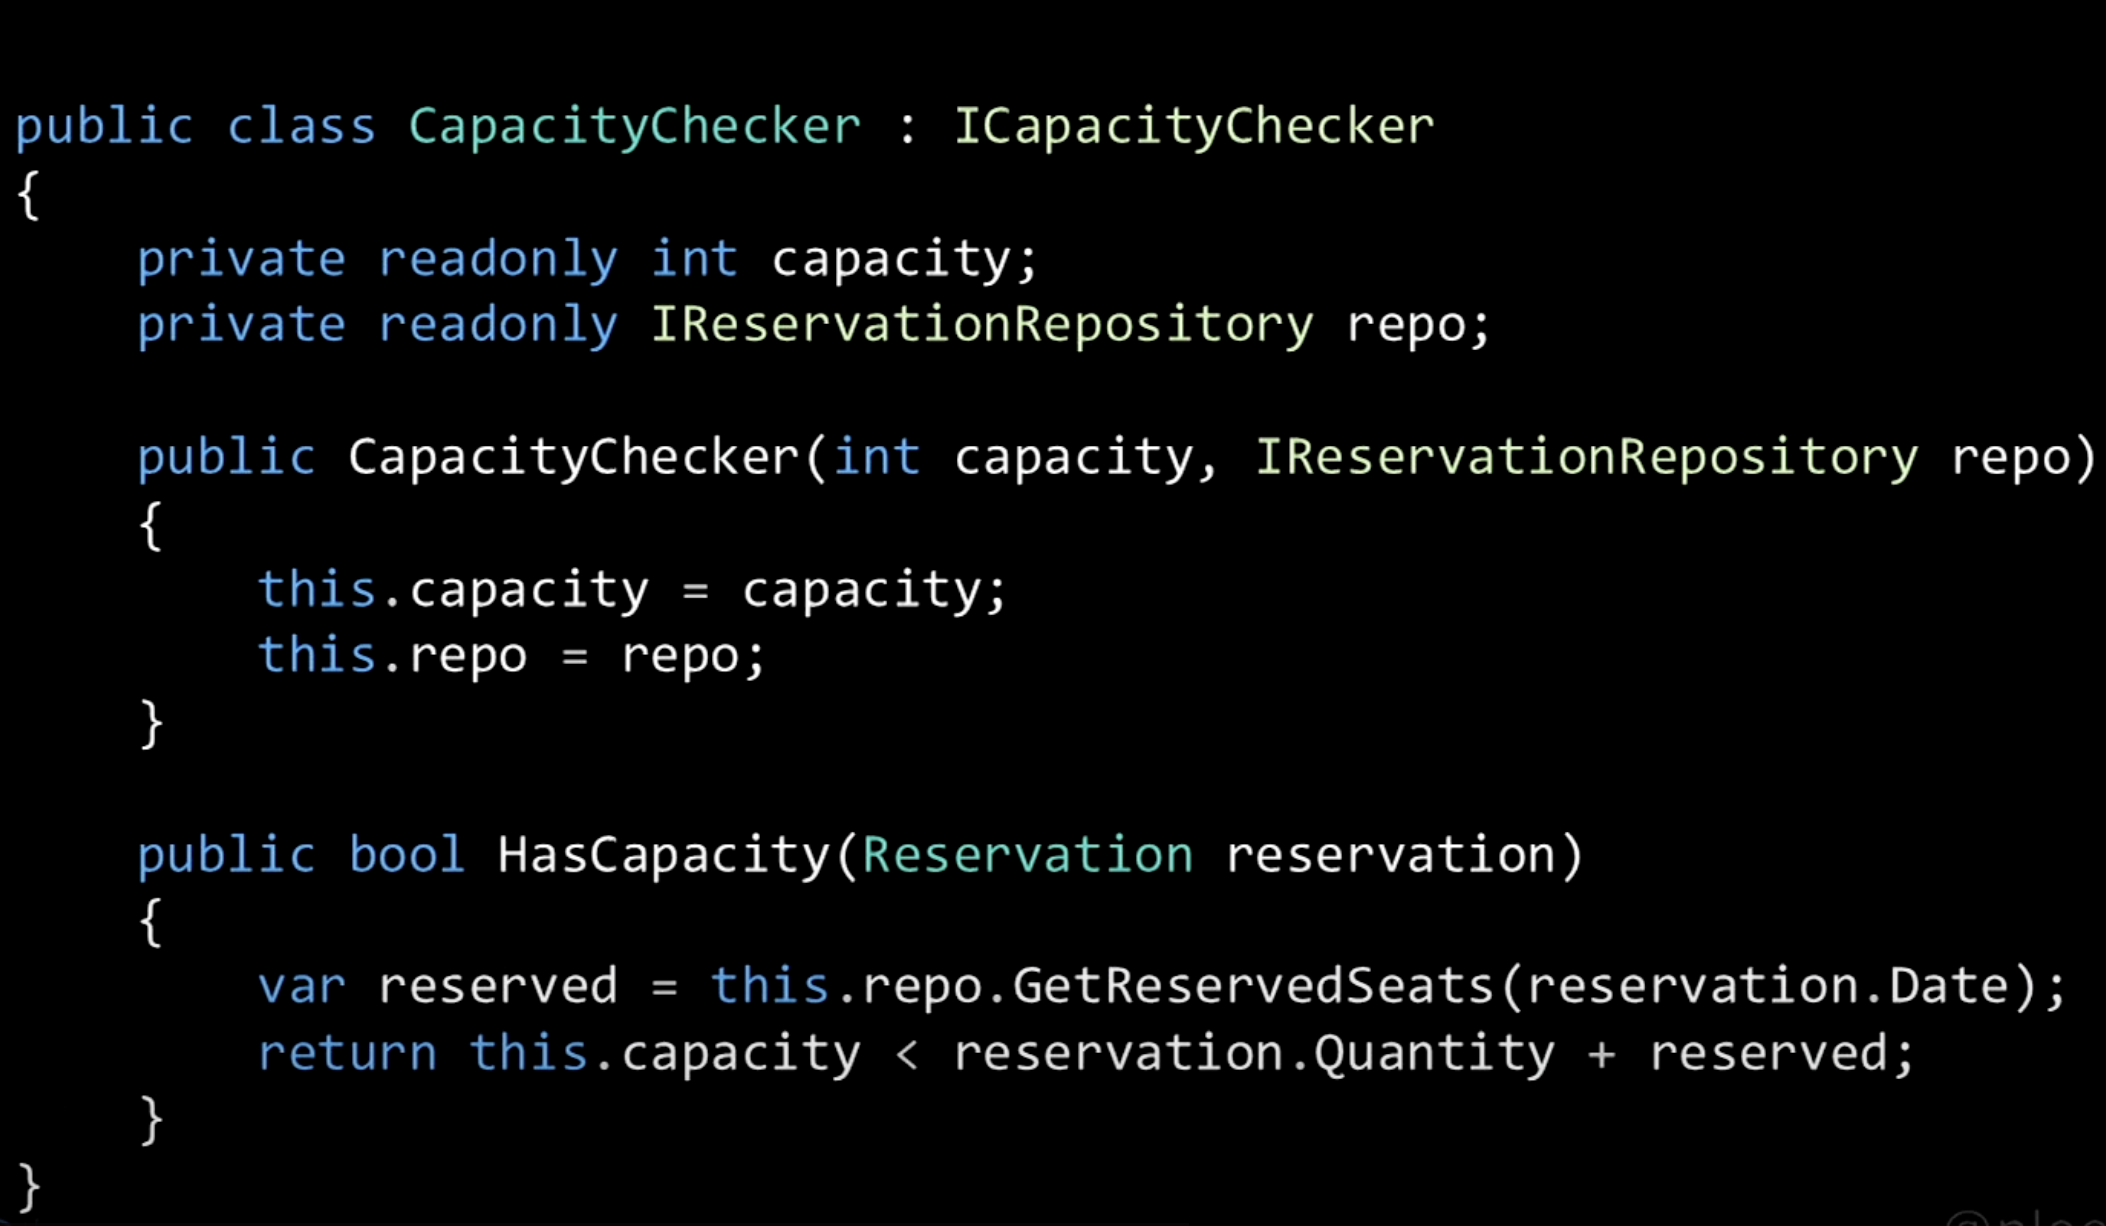 public class CapacityChecker : ICapacityChecker
{
    private readonly int capacity;
    private readonly IReservationRepository repo;

    public CapacityChecker(int capacity, IReservationRepository repo)
    {
        this.capacity = capacity;
        this.repo = repo;
    }

    public bool HasCapacity(Reservation reservation)
    {
        var reserved = this.repo.GetReservedSeats(reservation.Date);
        return this.capacity < reservation.Quantity + reserved;
    }
}